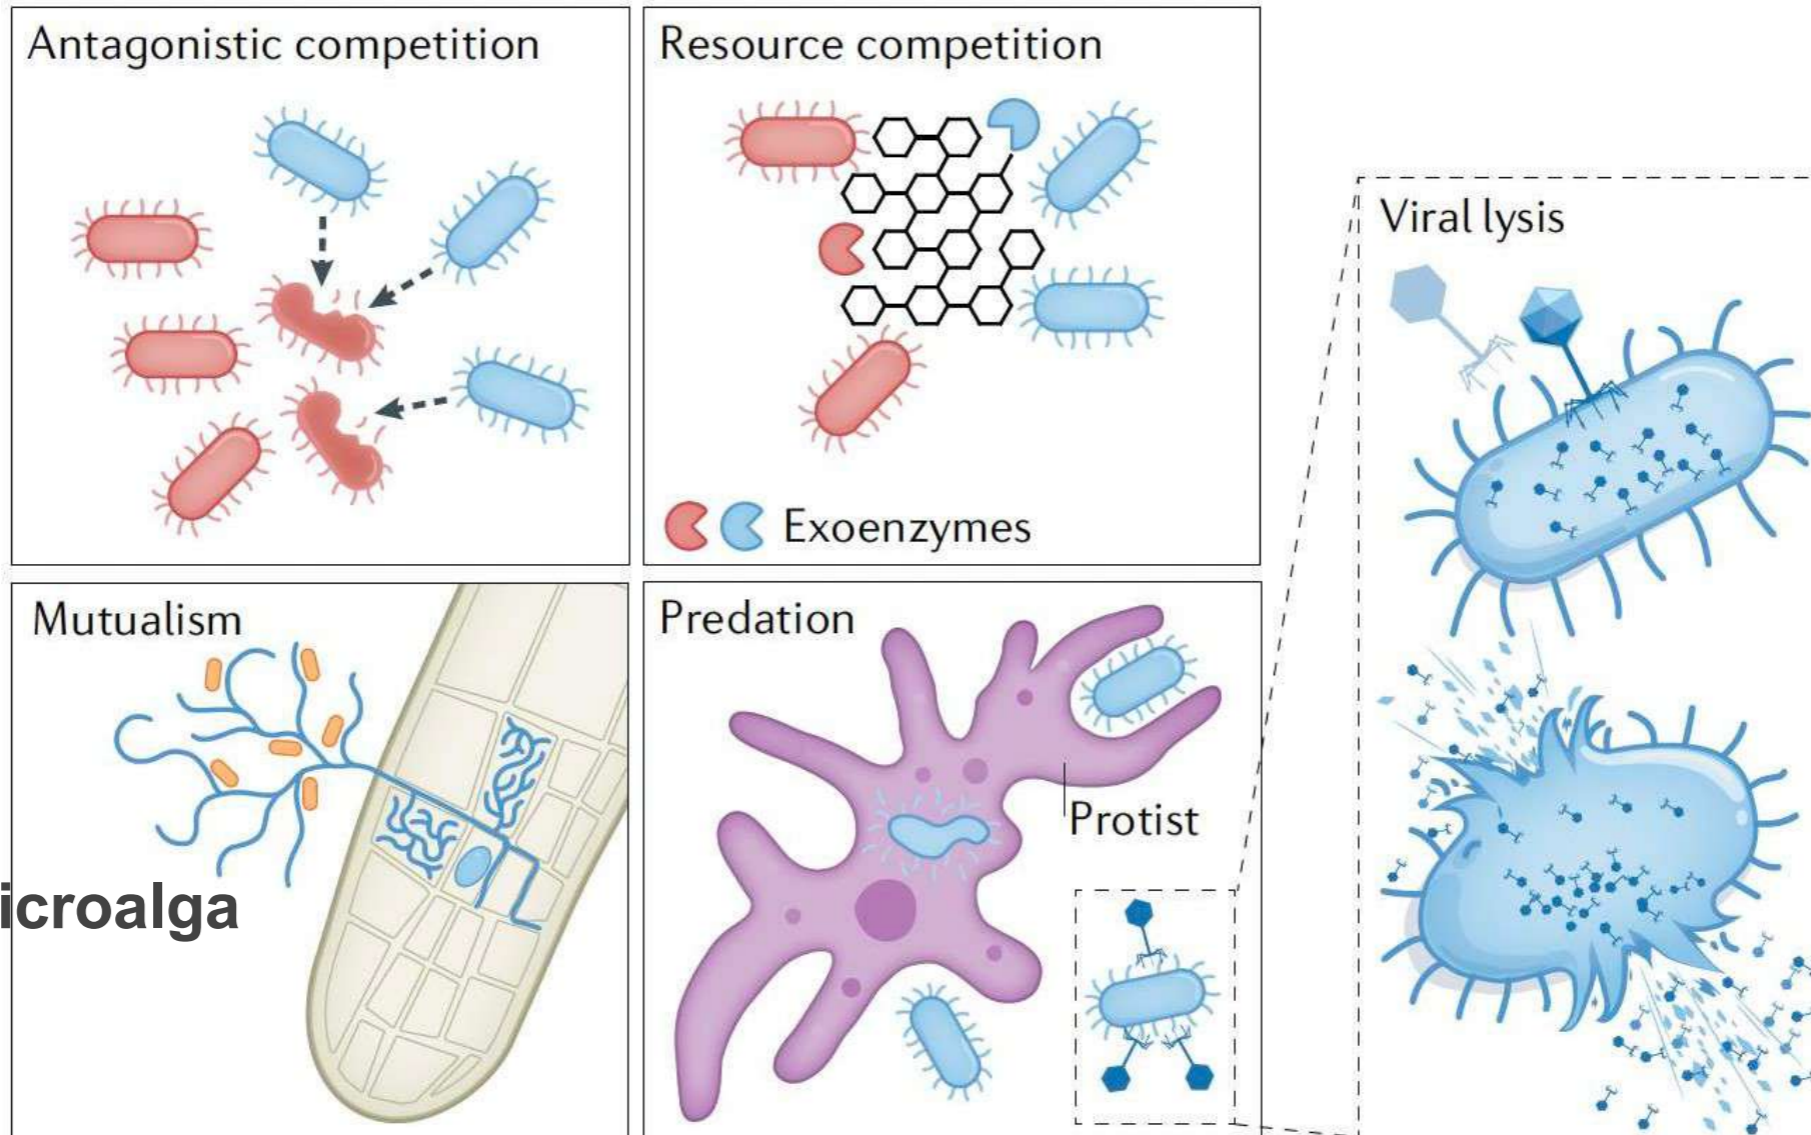 Antagonistic competition
Resource competition
Exoenzymes
Viral lysis
Mutualism
Predation
Protist
icroalga